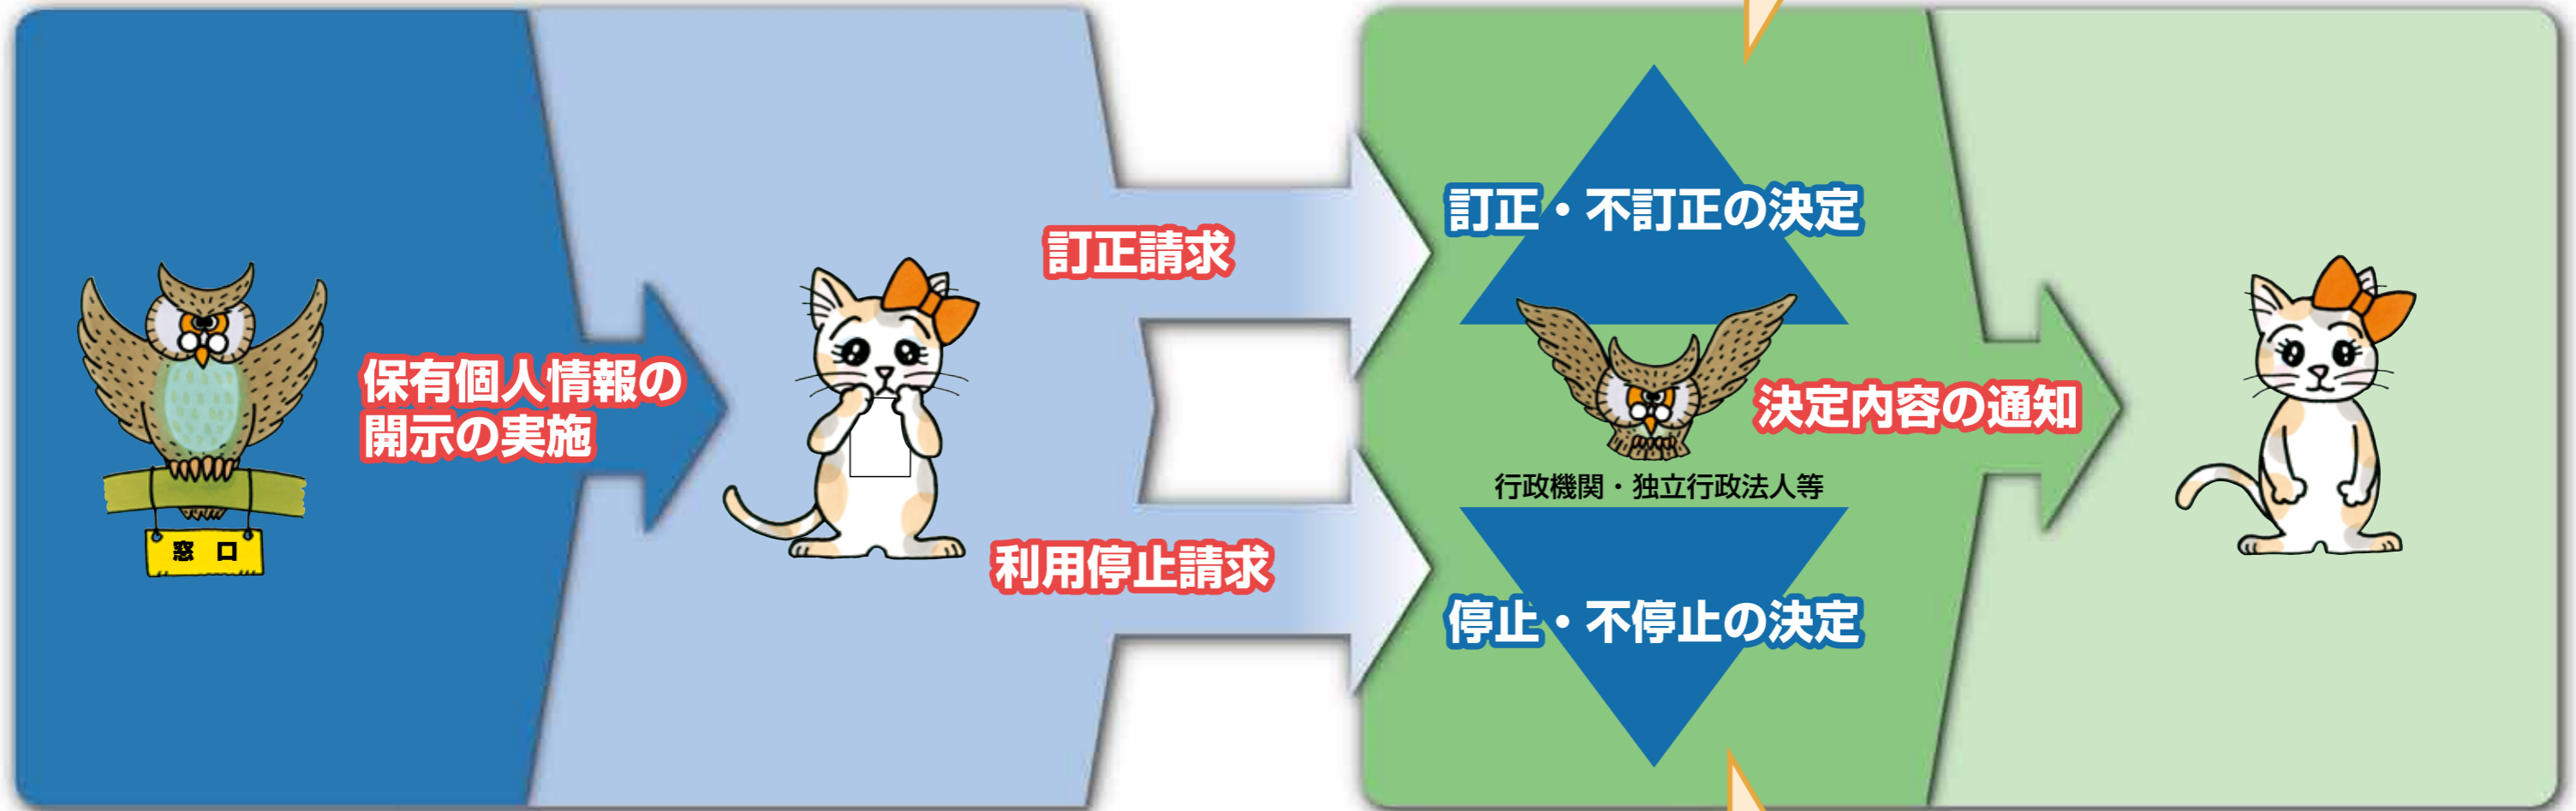 保有個人情報の
開示の実施
窓 口
訂正請求
利用停止請求
訂正・不訂正の決定
行政機関・独立行政法人等
停止・不停止の決定
決定内容の通知